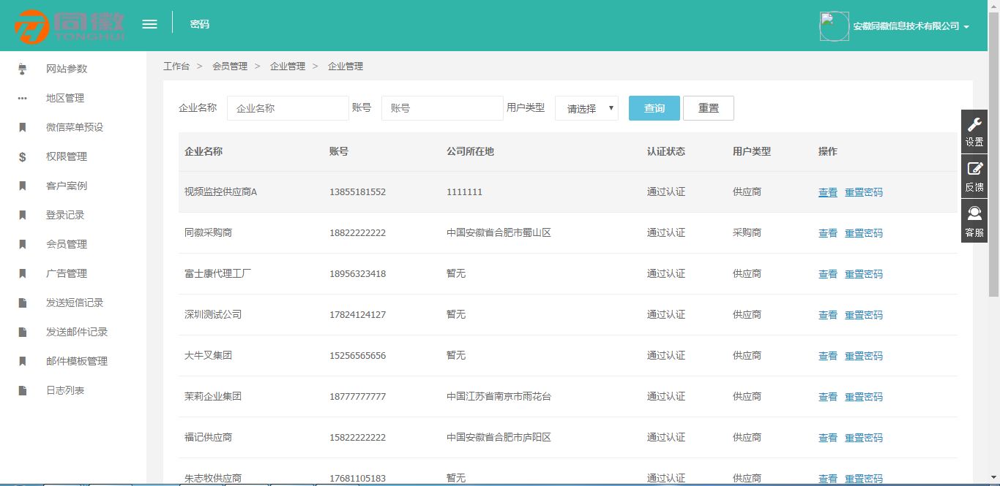 同徽
TONGHUI
密码
安徽同徽信息技术有限公司
网站参数
地区管理
微信菜单预设
权限管理
客户案例
登录记录
会员管理
广告管理
发送短信记录
发送邮件记录
邮件模板管理
日志列表
工作台 > 会员管理 > 企业管理 > 企业管理
企业名称 企业名称 账号 账号 用户类型 请选择 查询 重置
企业名称 账号 公司所在地 认证状态 用户类型 操作
视频监控供应商A 13855181552 1111111 通过认证 供应商 查看 重置密码
同徽采购商 18822222222 中国安徽省合肥市蜀山区 通过认证 采购商 查看 重置密码
富士康代理工厂 18956323418 暂无 通过认证 供应商 查看 重置密码
深圳测试公司 17824124127 暂无 通过认证 供应商 查看 重置密码
大牛叉集团 15256565656 暂无 通过认证 供应商 查看 重置密码
茉莉企业集团 18777777777 中国江苏省南京市雨花台 通过认证 供应商 查看 重置密码
福记供应商 15822222222 中国安徽省合肥市庐阳区 通过认证 供应商 查看 重置密码
朱志牧供应商 17681105183 暂无 通过认证 供应商 查看 重置密码
设置
反馈
客服